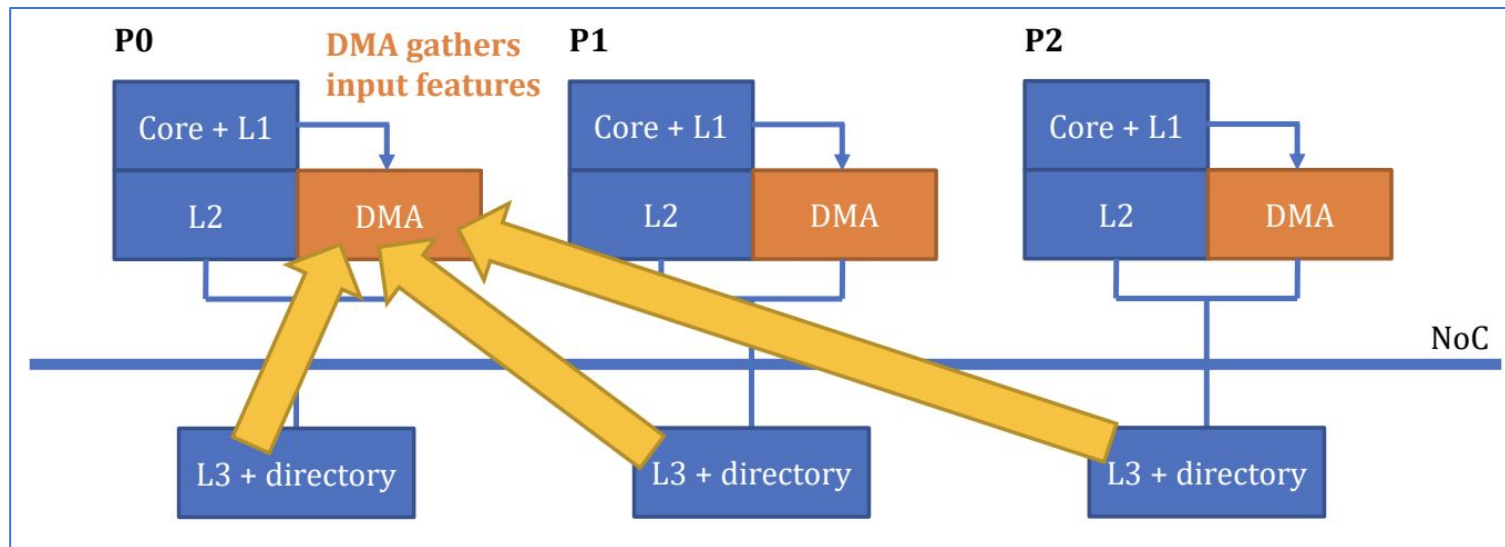 P0
DMA gathers
input features
P1
P2
Core + L1
Core + L1
Core + L1
L2
DMA
L2
DMA
L2
DMA
NoC
L3 + directory
L3 + directory
L3 + directory